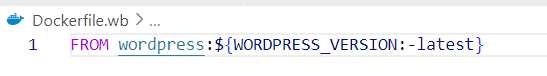 Dockerfile.wb > ...
1 FROM wordpress:${WORDPRESS_VERSION:-latest}